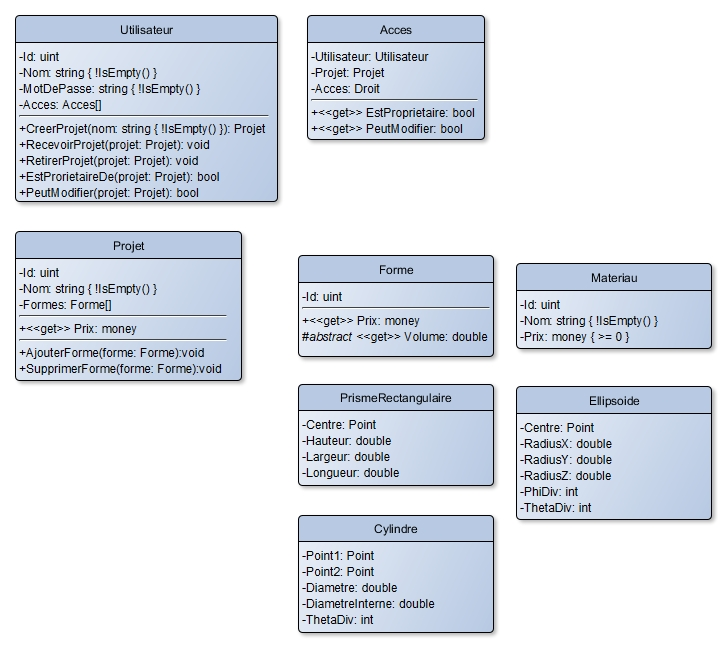 Utilisateur
-Id: uint
-Nom: string { !IsEmpty() }
-MotDePasse: string { !IsEmpty() }
-Acces: Acces[]
+CreerProjet(nom: string { !IsEmpty() }): Projet
+RecevoirProjet(projet: Projet): void
+RetirerProjet(projet: Projet): void
+EstProrietaireDe(projet: Projet): bool
+PeutModifier(projet: Projet): bool
Acces
-Utilisateur: Utilisateur
-Projet: Projet
-Acces: Droit
+<<get>> EstProprietaire: bool
+<<get>> PeutModifier: bool
Projet
-Id: uint
-Nom: string { !IsEmpty() }
-Formes: Forme[]
+<<get>> Prix: money
+AjouterForme(forme: Forme):void
+SupprimerForme(forme: Forme):void
Forme
-Id: uint
+<<get>> Prix: money
#abstract <<get>> Volume: double
Materiau
-Id: uint
-Nom: string { !IsEmpty() }
-Prix: money { >= 0 }
PrismeRectangulaire
-Centre: Point
-Hauteur: double
-Largeur: double
-Longueur: double
Ellipsoide
-Centre: Point
-RadiusX: double
-RadiusY: double
-RadiusZ: double
-PhiDiv: int
-ThetaDiv: int
Cylindre
-Point1: Point
-Point2: Point
-Diametre: double
-DiametreInterne: double
-ThetaDiv: int